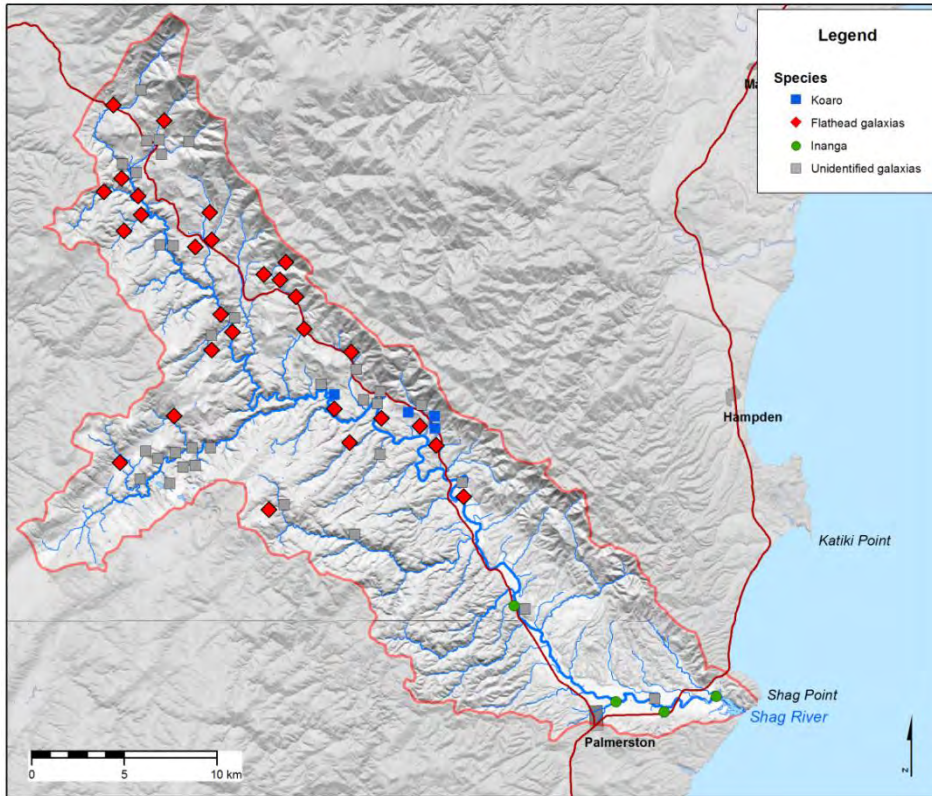 Legend
Species
Koaro
Flathead galaxias
Inanga
Unidentified galaxias
Hampden
Katiki Point
Shag Point
Shag River
Palmerston
0 5 10 km
z